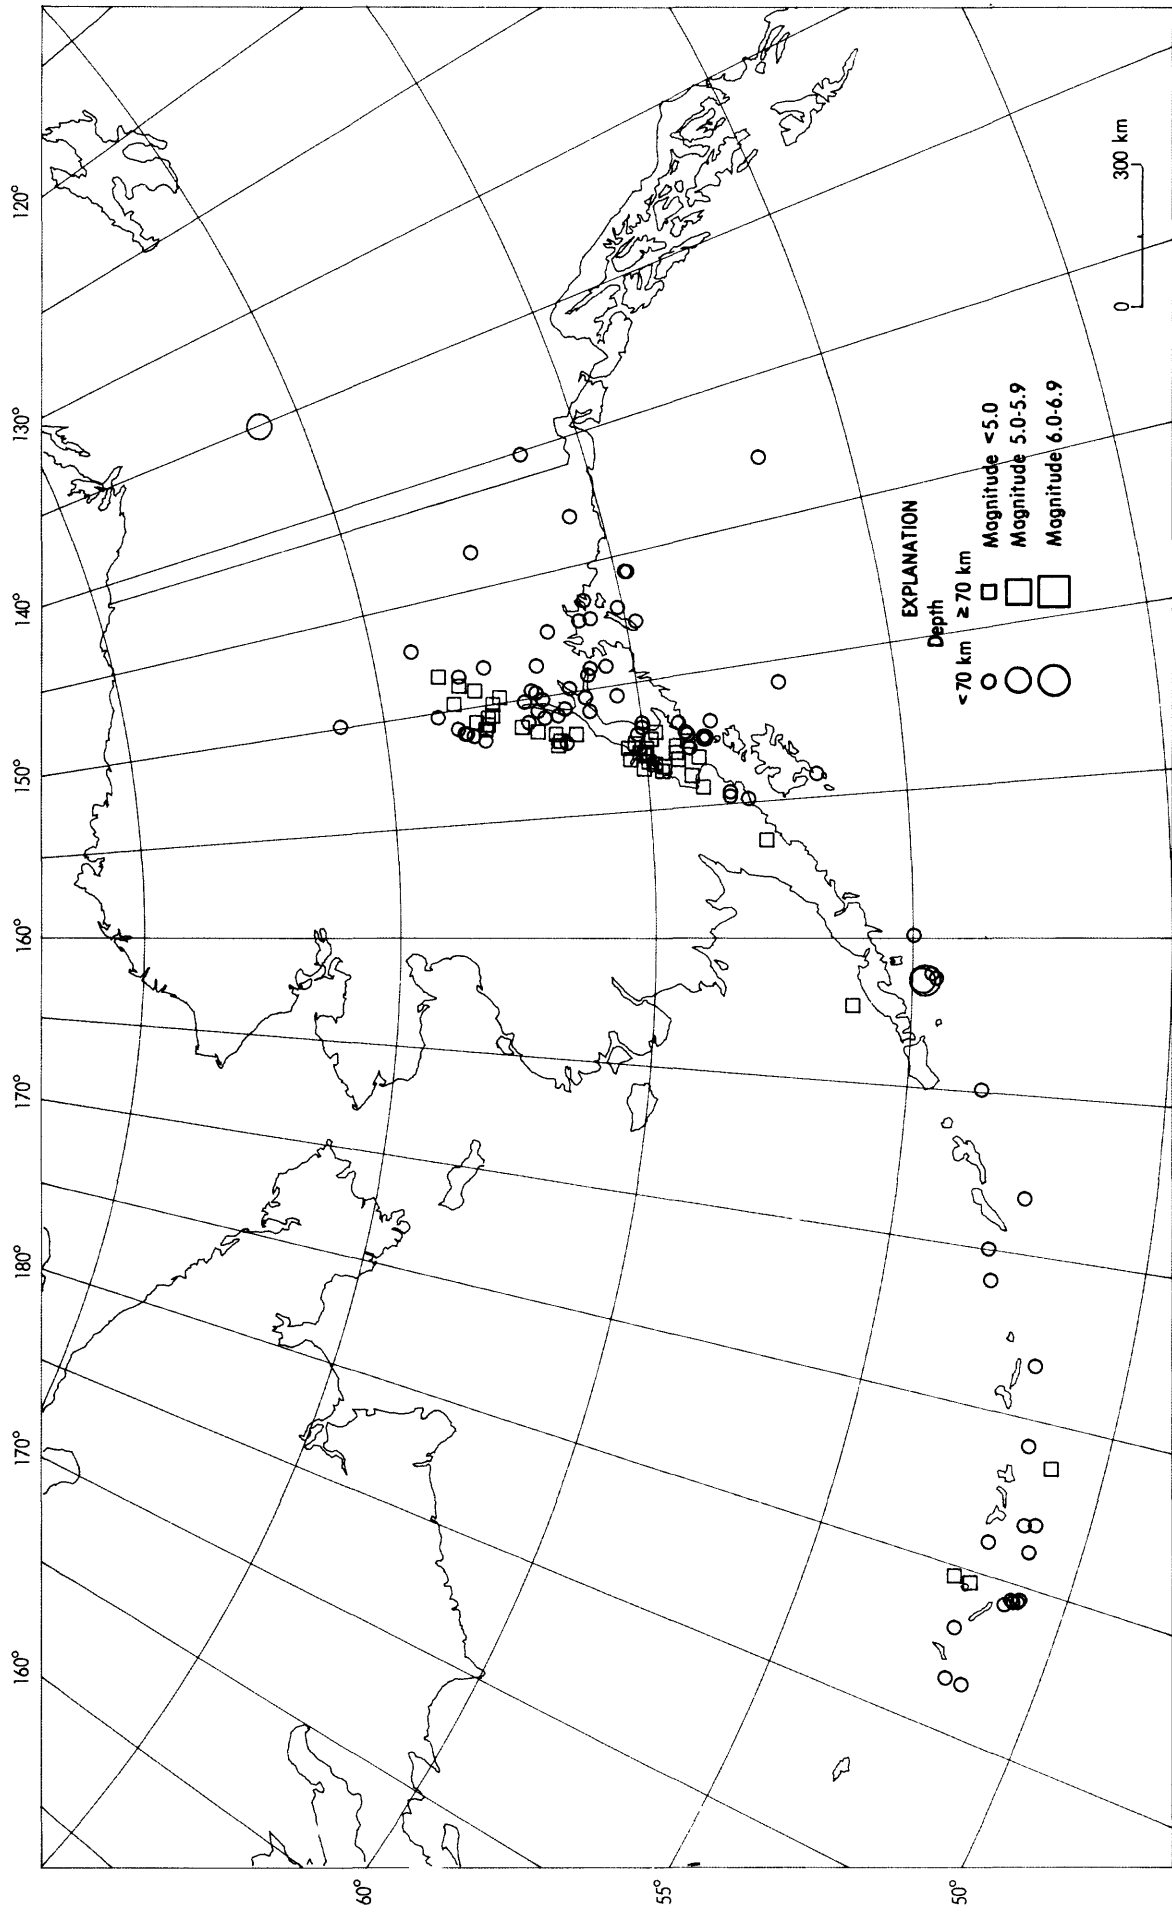 160°
170°
180°
170°
160°
150°
140°
130°
120°
60°
55°
50°
EXPLANATION
Depth
<70 km ≥70 km
Magnitude <5.0
Magnitude 5.0-5.9
Magnitude 6.0-6.9
0 300 km